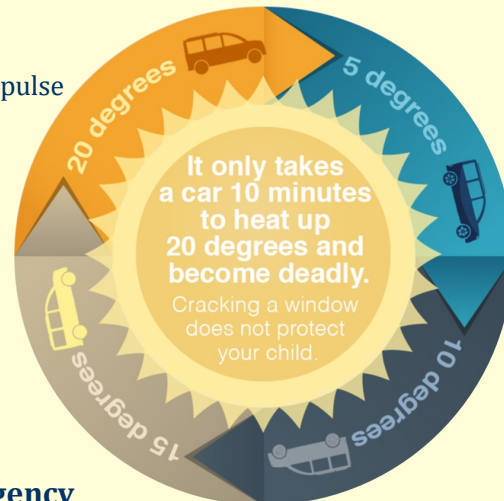 pulse
20 degrees
5 degrees
It only takes
a car 10 minutes
to heat up
20 degrees and
become deadly.
Cracking a window
does not protect
your child.
15 degrees
10 degrees
gency